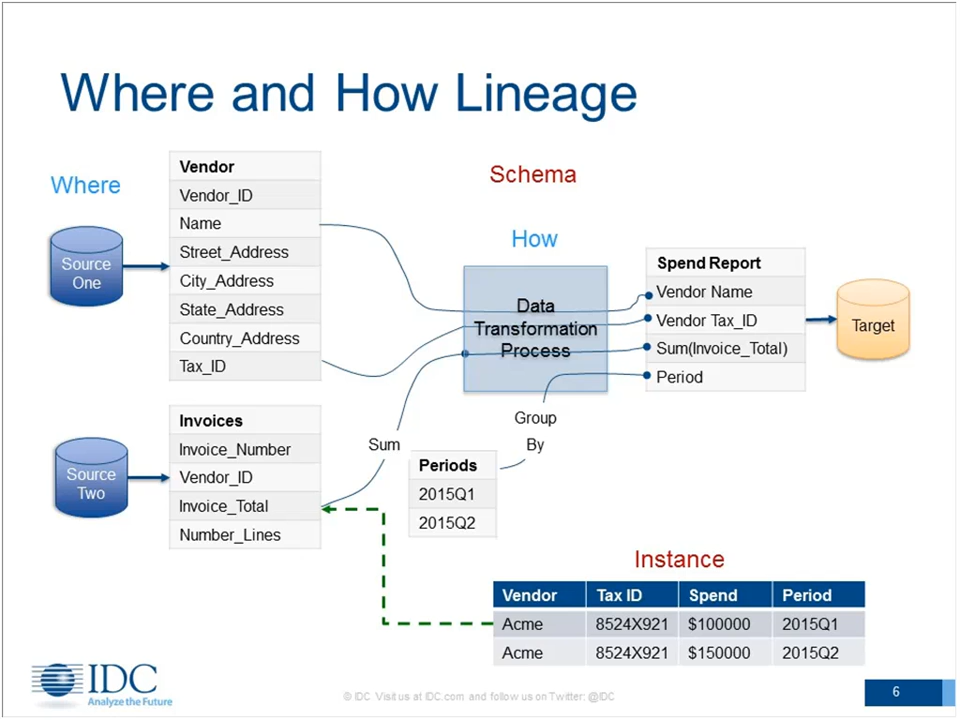 Where and How Lineage
Where
Source
One
Vendor
Vendor_ID
Name
Street_Address
City_Address
State_Address
Country_Address
Tax_ID
Schema
How
Data
Transformation
Process
Spend Report
Vendor Name
Vendor Tax_ID
Sum(Invoice_Total)
Period
Target
Source
Two
Invoices
Invoice_Number
Vendor_ID
Invoice_Total
Number_Lines
Sum
Group
By
Periods
2015Q1
2015Q2
Instance
Vendor Tax ID Spend Period
Acme 8524X921 $100000 2015Q1
Acme 8524X921 $150000 2015Q2
IDC
Analyze the Future
© IDC Visit us at IDC.com and follow us on Twitter: @IDC
6